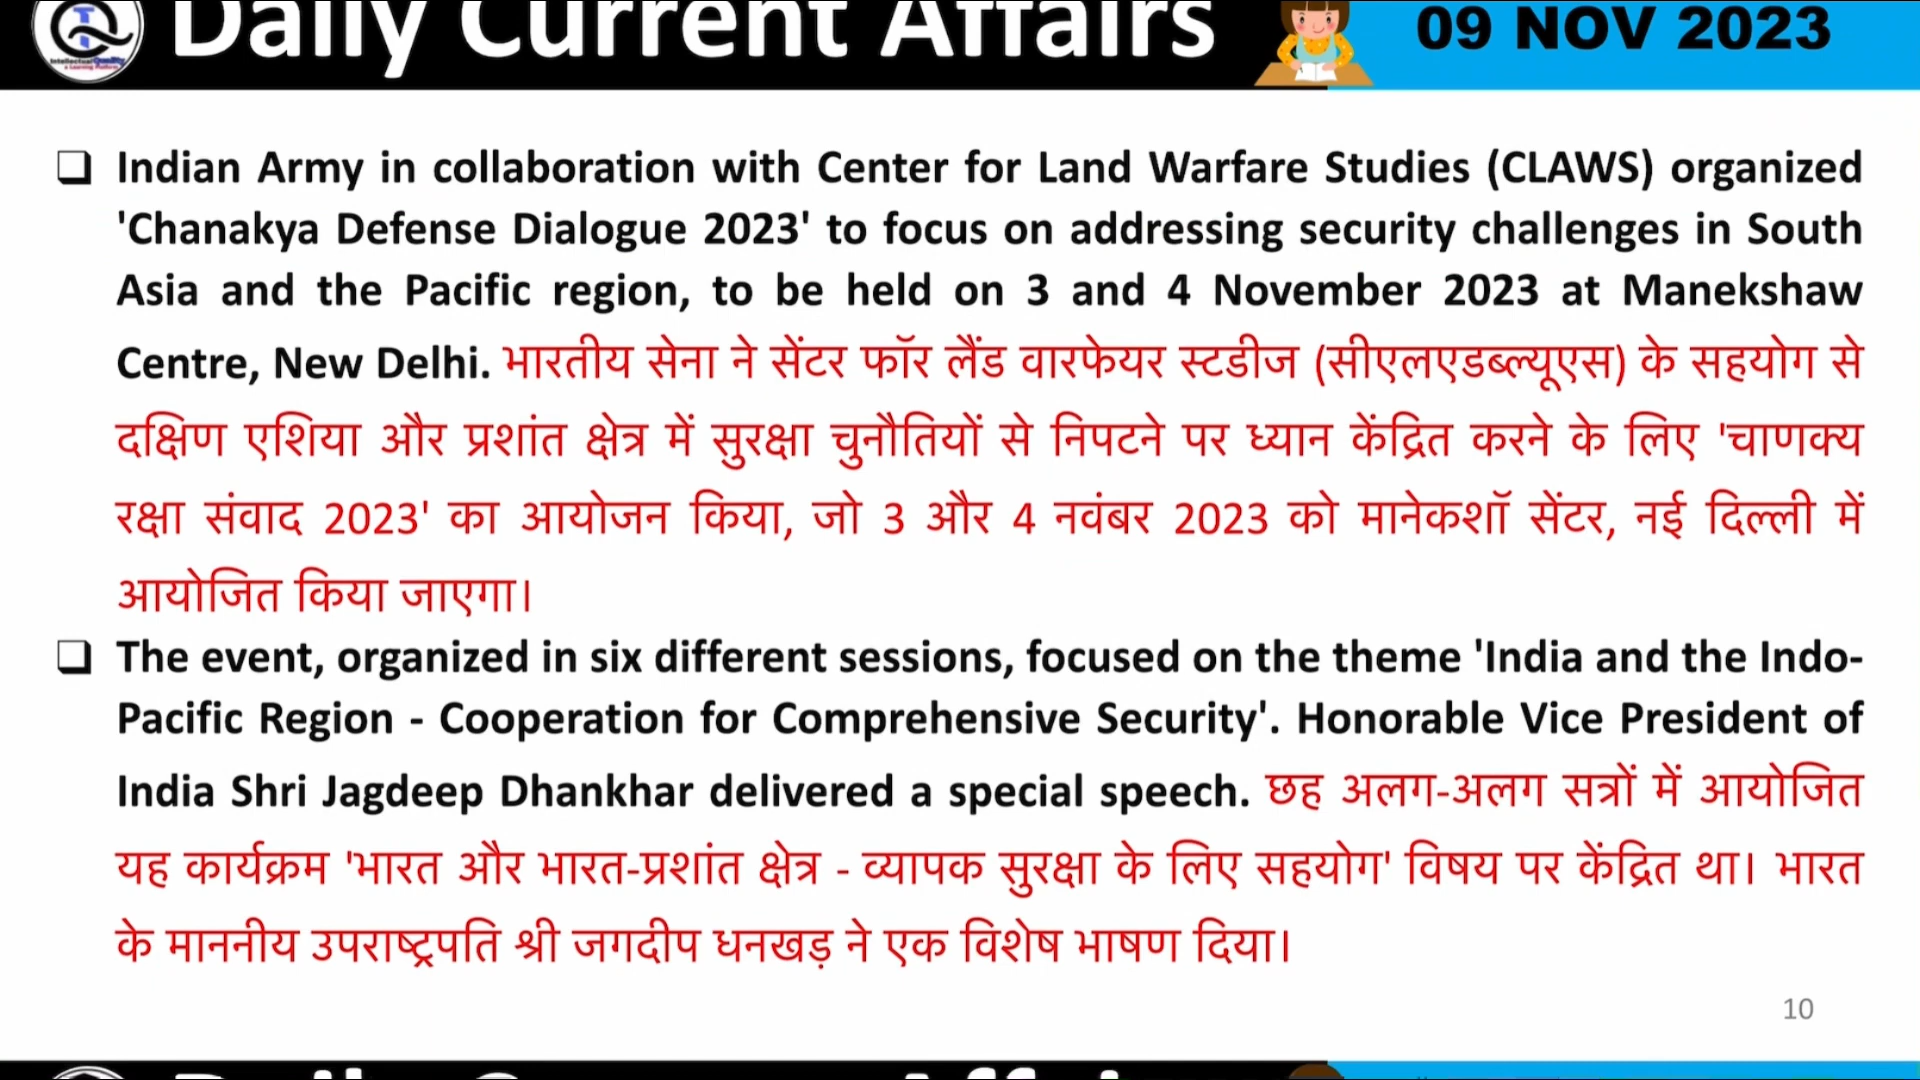 Daily Current Affairs
09 NOV 2023
Indian Army in collaboration with Center for Land Warfare Studies (CLAWS) organized
'Chanakya Defense Dialogue 2023' to focus on addressing security challenges in South
Asia and the Pacific region, to be held on 3 and 4 November 2023 at Manekshaw
Centre, New Delhi. भारतीय सेना ने सेंटर फॉर लैंड वारफेयर स्टडीज (सीएलएडब्ल्यूएस) के सहयोग से
दक्षिण एशिया और प्रशांत क्षेत्र में सुरक्षा चुनौतियों से निपटने पर ध्यान केंद्रित करने के लिए 'चाणक्य
रक्षा संवाद 2023' का आयोजन किया, जो 3 और 4 नवंबर 2023 को मानेकशॉ सेंटर, नई दिल्ली में
आयोजित किया जाएगा।
The event, organized in six different sessions, focused on the theme 'India and the Indo-
Pacific Region - Cooperation for Comprehensive Security'. Honorable Vice President of
India Shri Jagdeep Dhankhar delivered a special speech. छह अलग-अलग सत्रों में आयोजित
यह कार्यक्रम 'भारत और भारत-प्रशांत क्षेत्र - व्यापक सुरक्षा के लिए सहयोग' विषय पर केंद्रित था। भारत
के माननीय उपराष्ट्रपति श्री जगदीप धनखड़ ने एक विशेष भाषण दिया।
10